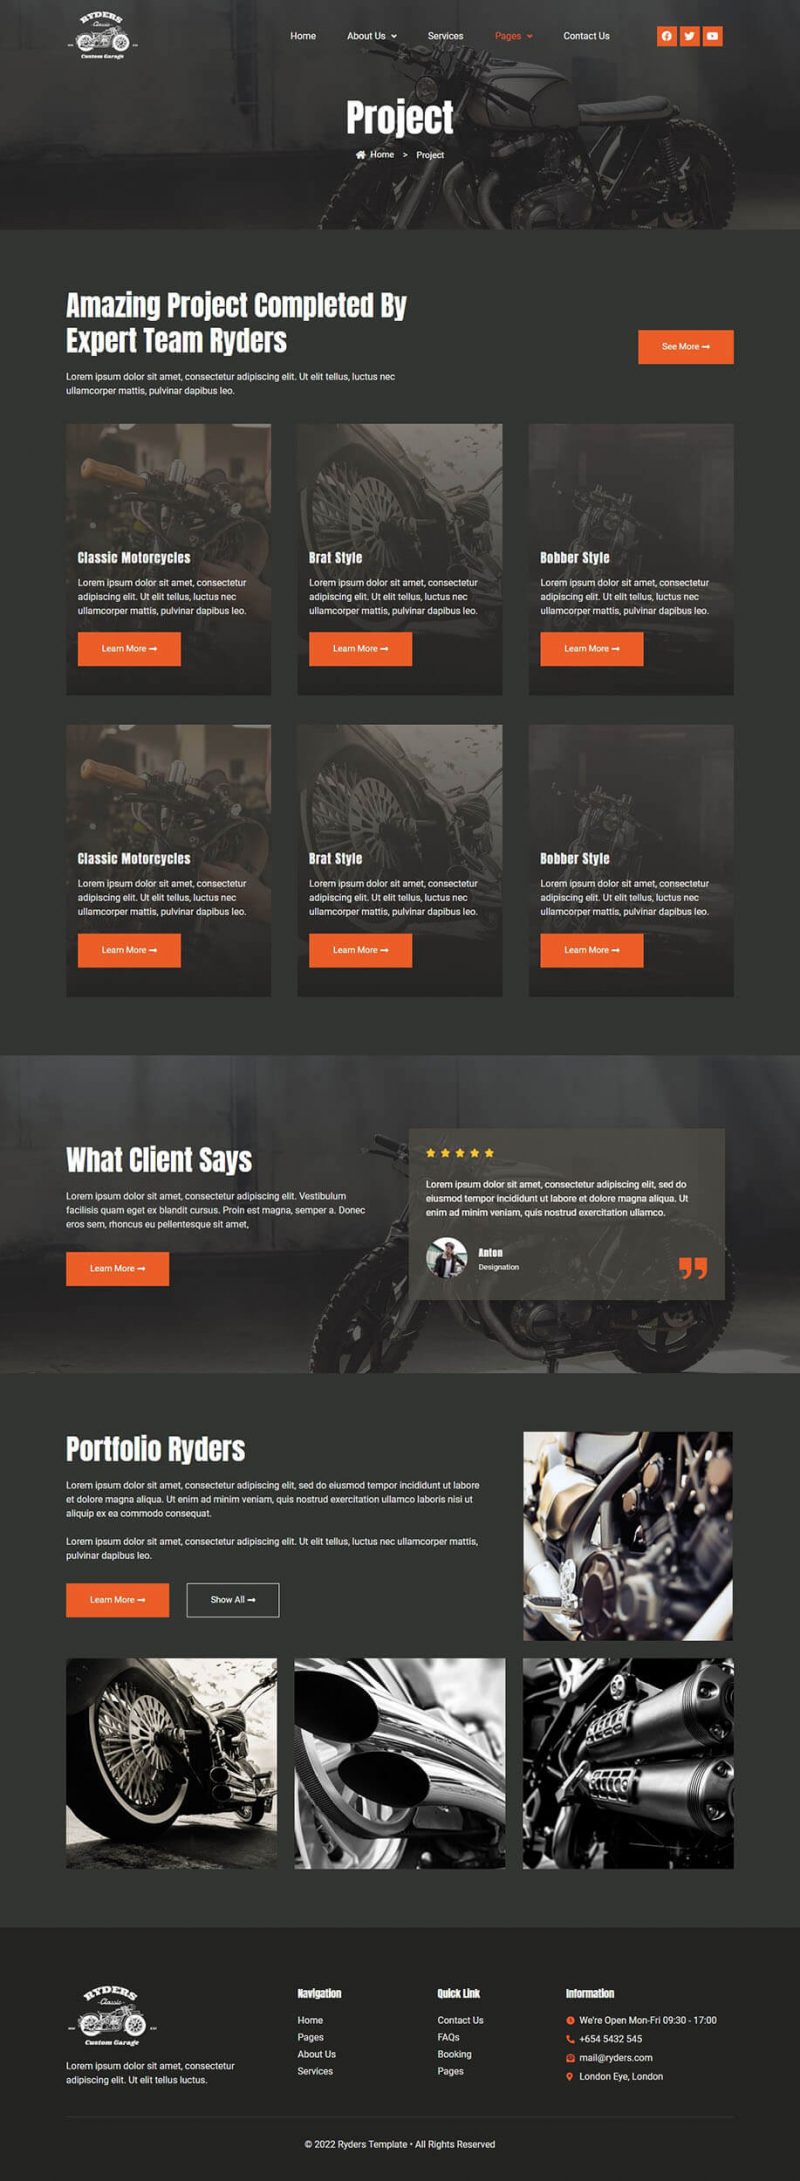 RYDERS
Classic
Custom Garage
Home About Us Services Pages Contact Us
Project
Home > Project
Amazing Project Completed By
Expert Team Ryders
See More
Lorem ipsum dolor sit amet, consectetur adipiscing elit. Ut elit tellus, luctus nec
ullamcorper mattis, pulvinar dapibus leo.
Classic Motorcycles
Lorem ipsum dolor sit amet, consectetur
adipiscing elit. Ut elit tellus, luctus nec
ullamcorper mattis, pulvinar dapibus leo.
Learn More
Brat Style
Lorem ipsum dolor sit amet, consectetur
adipiscing elit. Ut elit tellus, luctus nec
ullamcorper mattis, pulvinar dapibus leo.
Learn More
Bobber Style
Lorem ipsum dolor sit amet, consectetur
adipiscing elit. Ut elit tellus, luctus nec
ullamcorper mattis, pulvinar dapibus leo.
Learn More
Classic Motorcycles
Lorem ipsum dolor sit amet, consectetur
adipiscing elit. Ut elit tellus, luctus nec
ullamcorper mattis, pulvinar dapibus leo.
Learn More
Brat Style
Lorem ipsum dolor sit amet, consectetur
adipiscing elit. Ut elit tellus, luctus nec
ullamcorper mattis, pulvinar dapibus leo.
Learn More
Bobber Style
Lorem ipsum dolor sit amet, consectetur
adipiscing elit. Ut elit tellus, luctus nec
ullamcorper mattis, pulvinar dapibus leo.
Learn More
What Client Says
Lorem ipsum dolor sit amet, consectetur adipiscing elit. Vestibulum
facilisis quam eget ex blandit cursus. Proin est magna, semper a. Donec
eros sem, rhoncus eu pellentesque sit amet,
Learn More
Lorem ipsum dolor sit amet, consectetur adipiscing elit, sed do
eiusmod tempor incididunt ut labore et dolore magna aliqua. Ut
enim ad minim veniam, quis nostrud exercitation ullamco.
Anton
Designation
Portfolio Ryders
Lorem ipsum dolor sit amet, consectetur adipiscing elit, sed do eiusmod tempor incididunt ut labore
et dolore magna aliqua. Ut enim ad minim veniam, quis nostrud exercitation ullamco laboris nisi ut
aliquip ex ea commodo consequat.
Lorem ipsum dolor sit amet, consectetur adipiscing elit. Ut elit tellus, luctus nec ullamcorper mattis,
pulvinar dapibus leo.
Learn More Show All
RYDERS
Classic
Custom Garage
Lorem ipsum dolor sit amet, consectetur
adipiscing elit. Ut elit tellus luctus.
Navigation
Home
Pages
About Us
Services
Quick Link
Contact Us
FAQs
Booking
Pages
Information
We're Open Mon-Fri 09:30 - 17:00
+654 5432 545
mail@ryders.com
London Eye, London
© 2022 Ryders Template • All Rights Reserved